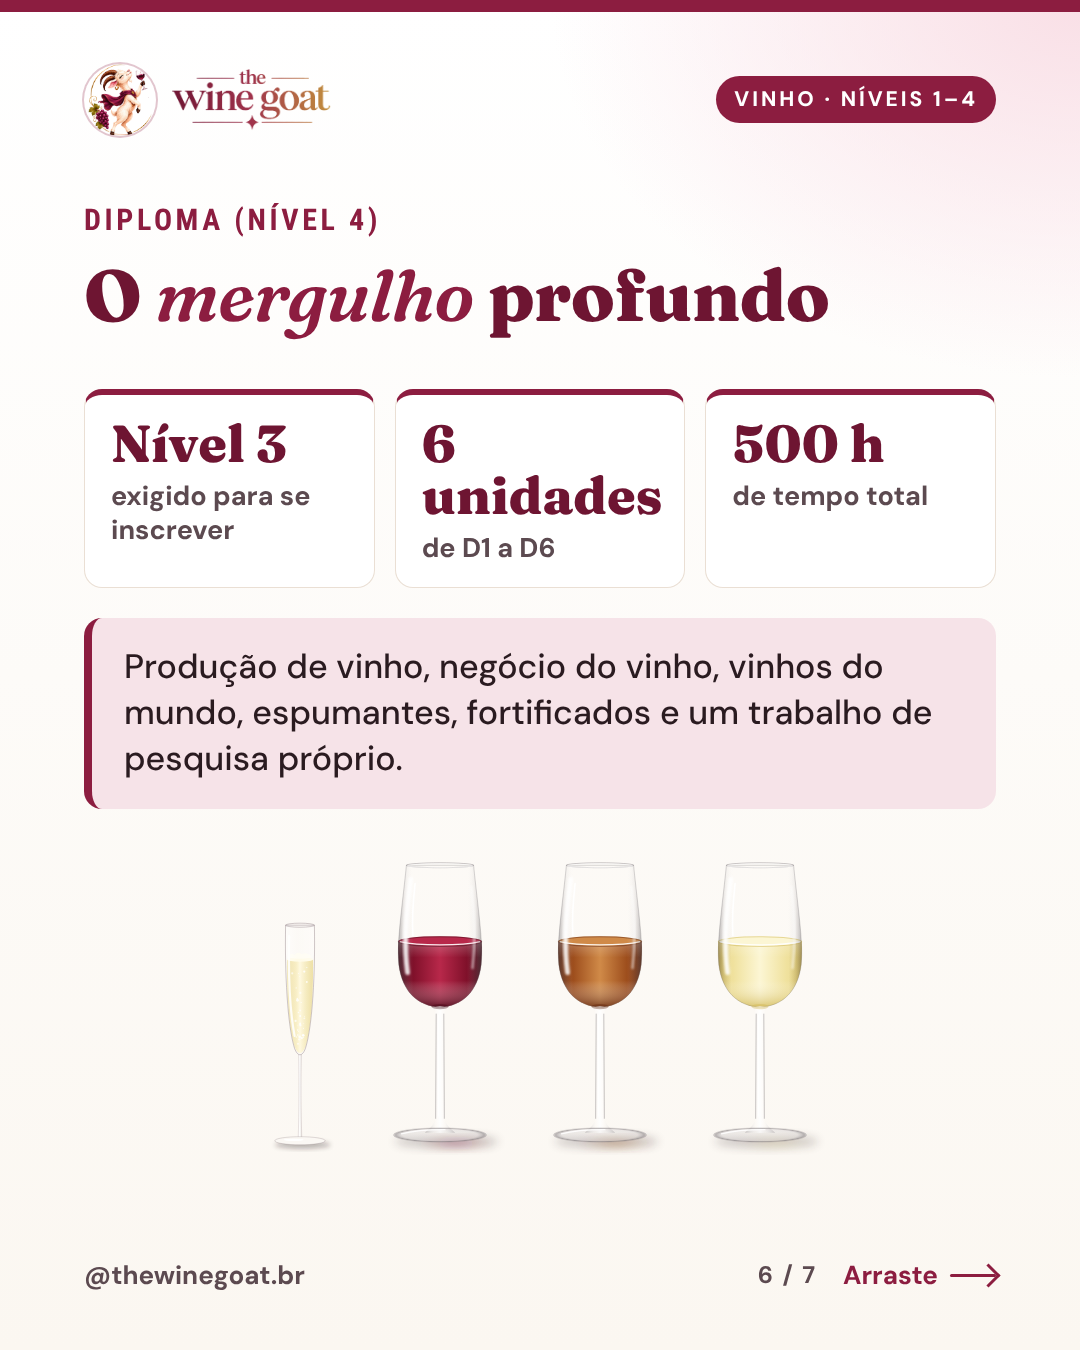 the
wine goat
VINHO · NÍVEIS 1–4
DIPLOMA (NÍVEL 4)
O mergulho profundo
Nível 3
exigido para se
inscrever
6
unidades
de D1 a D6
500 h
de tempo total
Produção de vinho, negócio do vinho, vinhos do
mundo, espumantes, fortificados e um trabalho de
pesquisa próprio.
@thewinegoat.br
6 / 7
Arraste